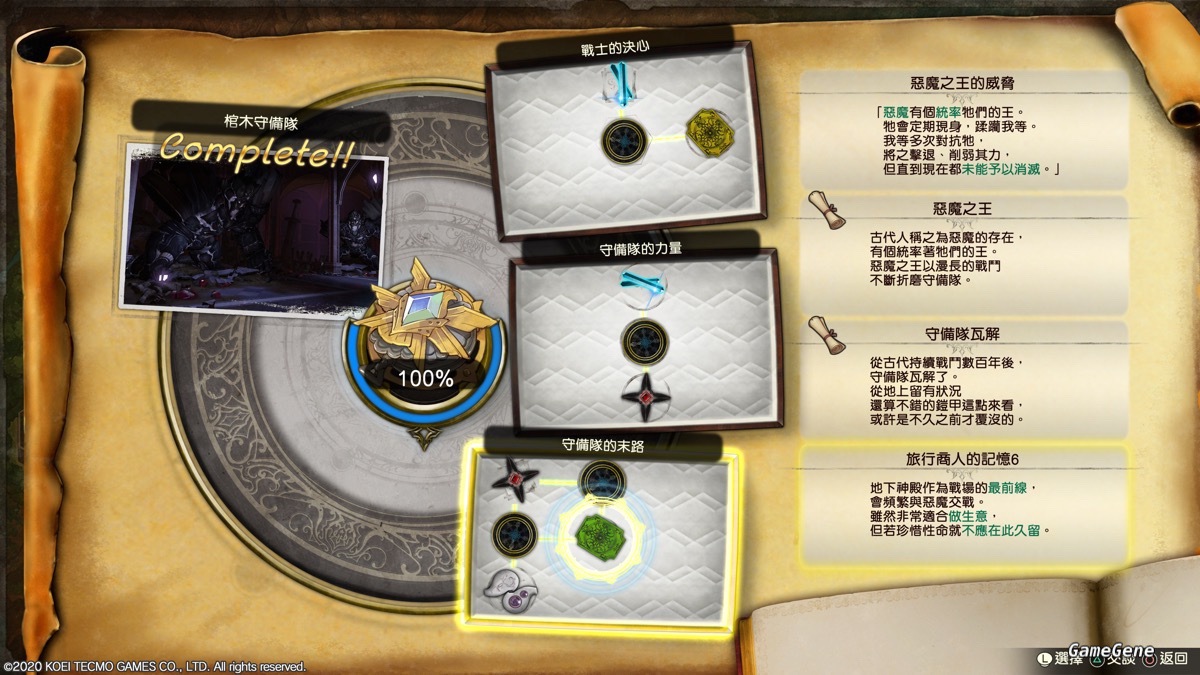 棺木守備隊
Complete!!
100%
戰士的決心
守備隊的力量
守備隊的末路
惡魔之王的威脅
「惡魔有個統率牠們的王。
牠會定期現身,蹂躪我等。
我等多次對抗牠,
將之擊退、削弱其力,
但直到現在都未能予以消滅。」
惡魔之王
古代人稱之為惡魔的存在,
有個統率著牠們的王。
惡魔之王以漫長的戰鬥
不斷折磨守備隊。
守備隊瓦解
從古代持續戰鬥數百年後,
守備隊瓦解了。
從地上留有狀況
還算不錯的鎧甲這點來看,
或許是不久之前才覆沒的。
旅行商人的記憶6
地下神殿作為戰場的最前線,
會頻繁與惡魔交戰。
雖然非常適合做生意,
但若珍惜性命就不應在此久留。
©2020 KOEI TECMO GAMES CO., LTD. All rights reserved.
L選擇 交談 返回
GameGene